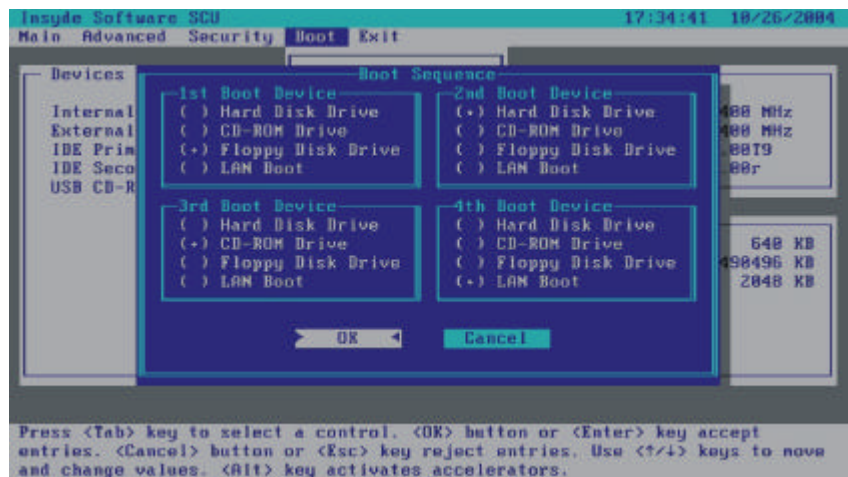 Insyde Software SCU 17:34:41 10/26/2004
Main Advanced Security Boot Exit
Devices
Internal
External
IDE Prim
IDE Seco
USB CD-R
400 MHz
400 MHz
.00T9
.00r
640 KB
490496 KB
2048 KB
Boot Sequence
1st Boot Device
( ) Hard Disk Drive
( ) CD-ROM Drive
(•) Floppy Disk Drive
( ) LAN Boot
2nd Boot Device
(•) Hard Disk Drive
( ) CD-ROM Drive
( ) Floppy Disk Drive
( ) LAN Boot
3rd Boot Device
( ) Hard Disk Drive
(•) CD-ROM Drive
( ) Floppy Disk Drive
( ) LAN Boot
4th Boot Device
( ) Hard Disk Drive
( ) CD-ROM Drive
( ) Floppy Disk Drive
(•) LAN Boot
OK Cancel
Press <Tab> key to select a control. <OK> button or <Enter> key accept
entries. <Cancel> button or <Esc> key reject entries. Use <↑/↓> keys to move
and change values. <Alt> key activates accelerators.